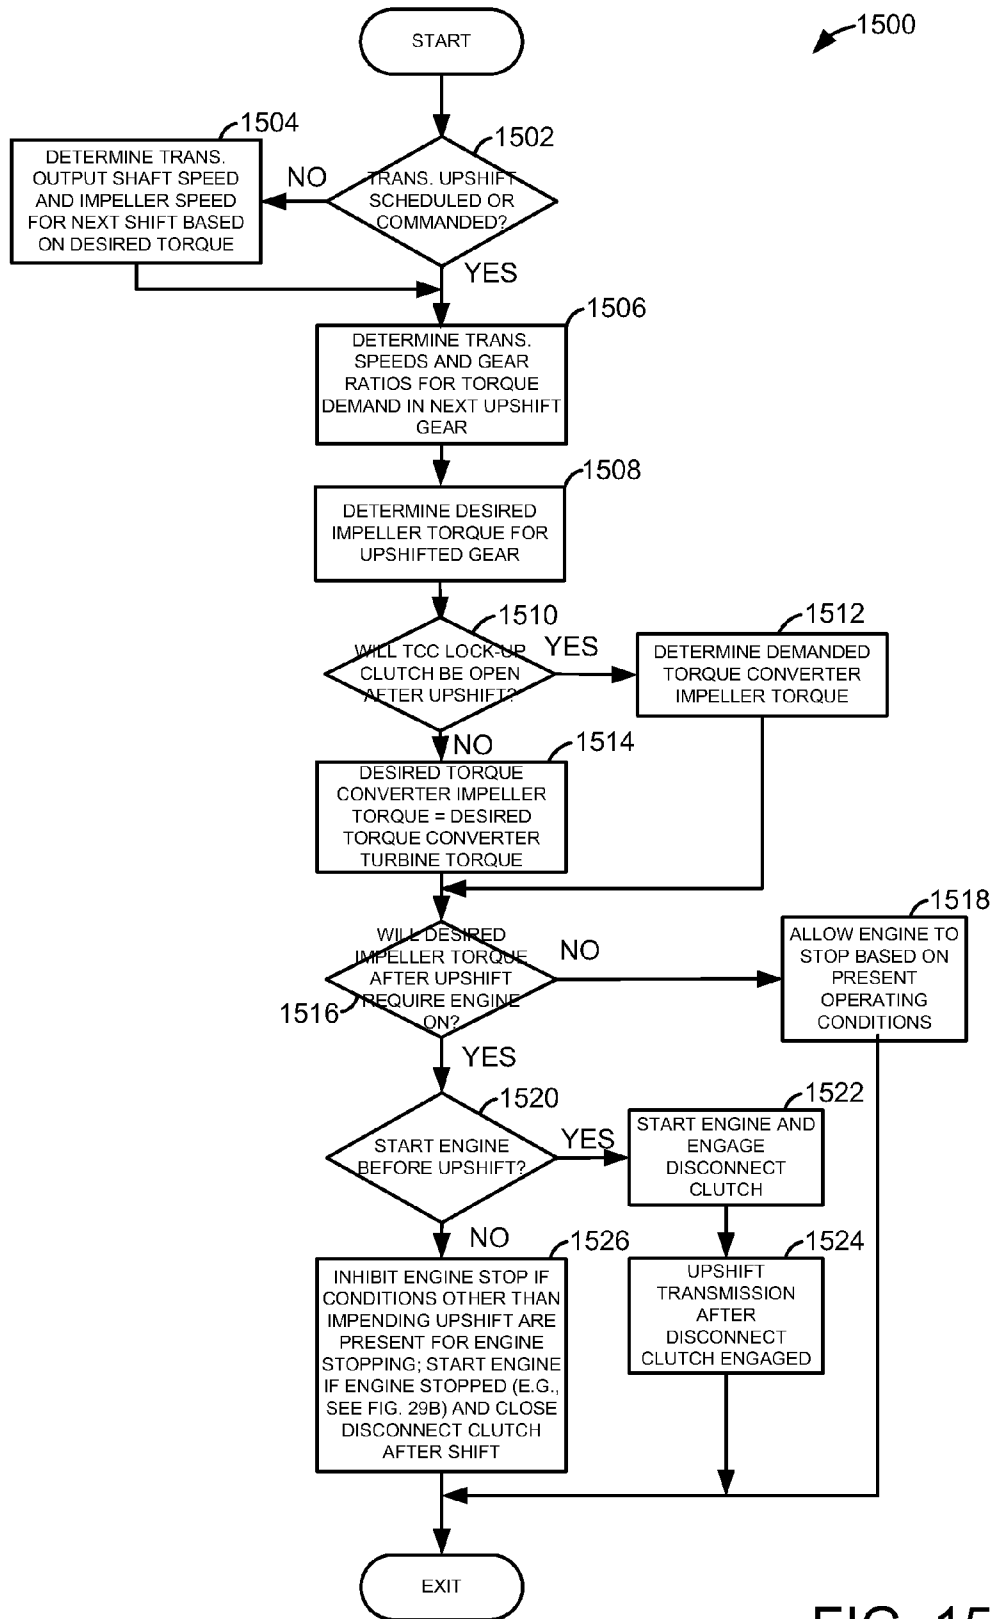 START
1500
1504
DETERMINE TRANS.
OUTPUT SHAFT SPEED
AND IMPELLER SPEED
FOR NEXT SHIFT BASED
ON DESIRED TORQUE
NO
1502
TRANS. UPSHIFT
SCHEDULED OR
COMMANDED?
YES
1506
DETERMINE TRANS.
SPEEDS AND GEAR
RATIOS FOR TORQUE
DEMAND IN NEXT UPSHIFT
GEAR
1508
DETERMINE DESIRED
IMPELLER TORQUE FOR
UPSHIFTED GEAR
1510
WILL TCC LOCK-UP
CLUTCH BE OPEN
AFTER UPSHIFT?
YES
1512
DETERMINE DEMANDED
TORQUE CONVERTER
IMPELLER TORQUE
NO
1514
DESIRED TORQUE
CONVERTER IMPELLER
TORQUE = DESIRED
TORQUE CONVERTER
TURBINE TORQUE
WILL DESIRED
IMPELLER TORQUE
AFTER UPSHIFT
REQUIRE ENGINE
ON?
1516
NO
1518
ALLOW ENGINE TO
STOP BASED ON
PRESENT
OPERATING
CONDITIONS
YES
1520
START ENGINE
BEFORE UPSHIFT?
YES
1522
START ENGINE AND
ENGAGE
DISCONNECT
CLUTCH
NO
1524
UPSHIFT
TRANSMISSION
AFTER
DISCONNECT
CLUTCH ENGAGED
1526
INHIBIT ENGINE STOP IF
CONDITIONS OTHER THAN
IMPENDING UPSHIFT ARE
PRESENT FOR ENGINE
STOPPING; START ENGINE
IF ENGINE STOPPED (E.G.,
SEE FIG. 29B) AND CLOSE
DISCONNECT CLUTCH
AFTER SHIFT
EXIT
FIG. 15